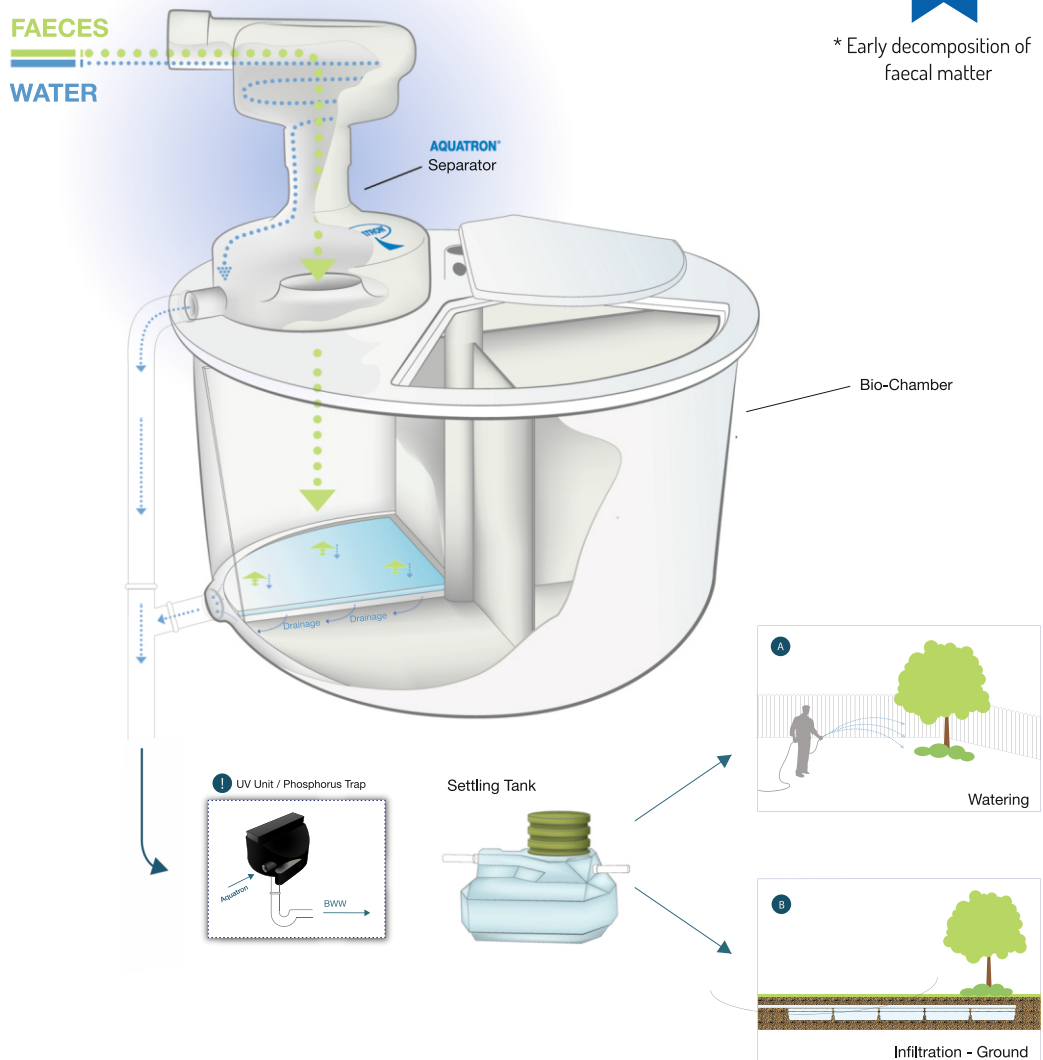 FAECES
WATER
* Early decomposition of
faecal matter
AQUATRON®
Separator
TRON
Bio-Chamber
Drainage
Drainage
A
Watering
! UV Unit / Phosphorus Trap
Aquatron
BWW
Settling Tank
B
Infiltration - Ground